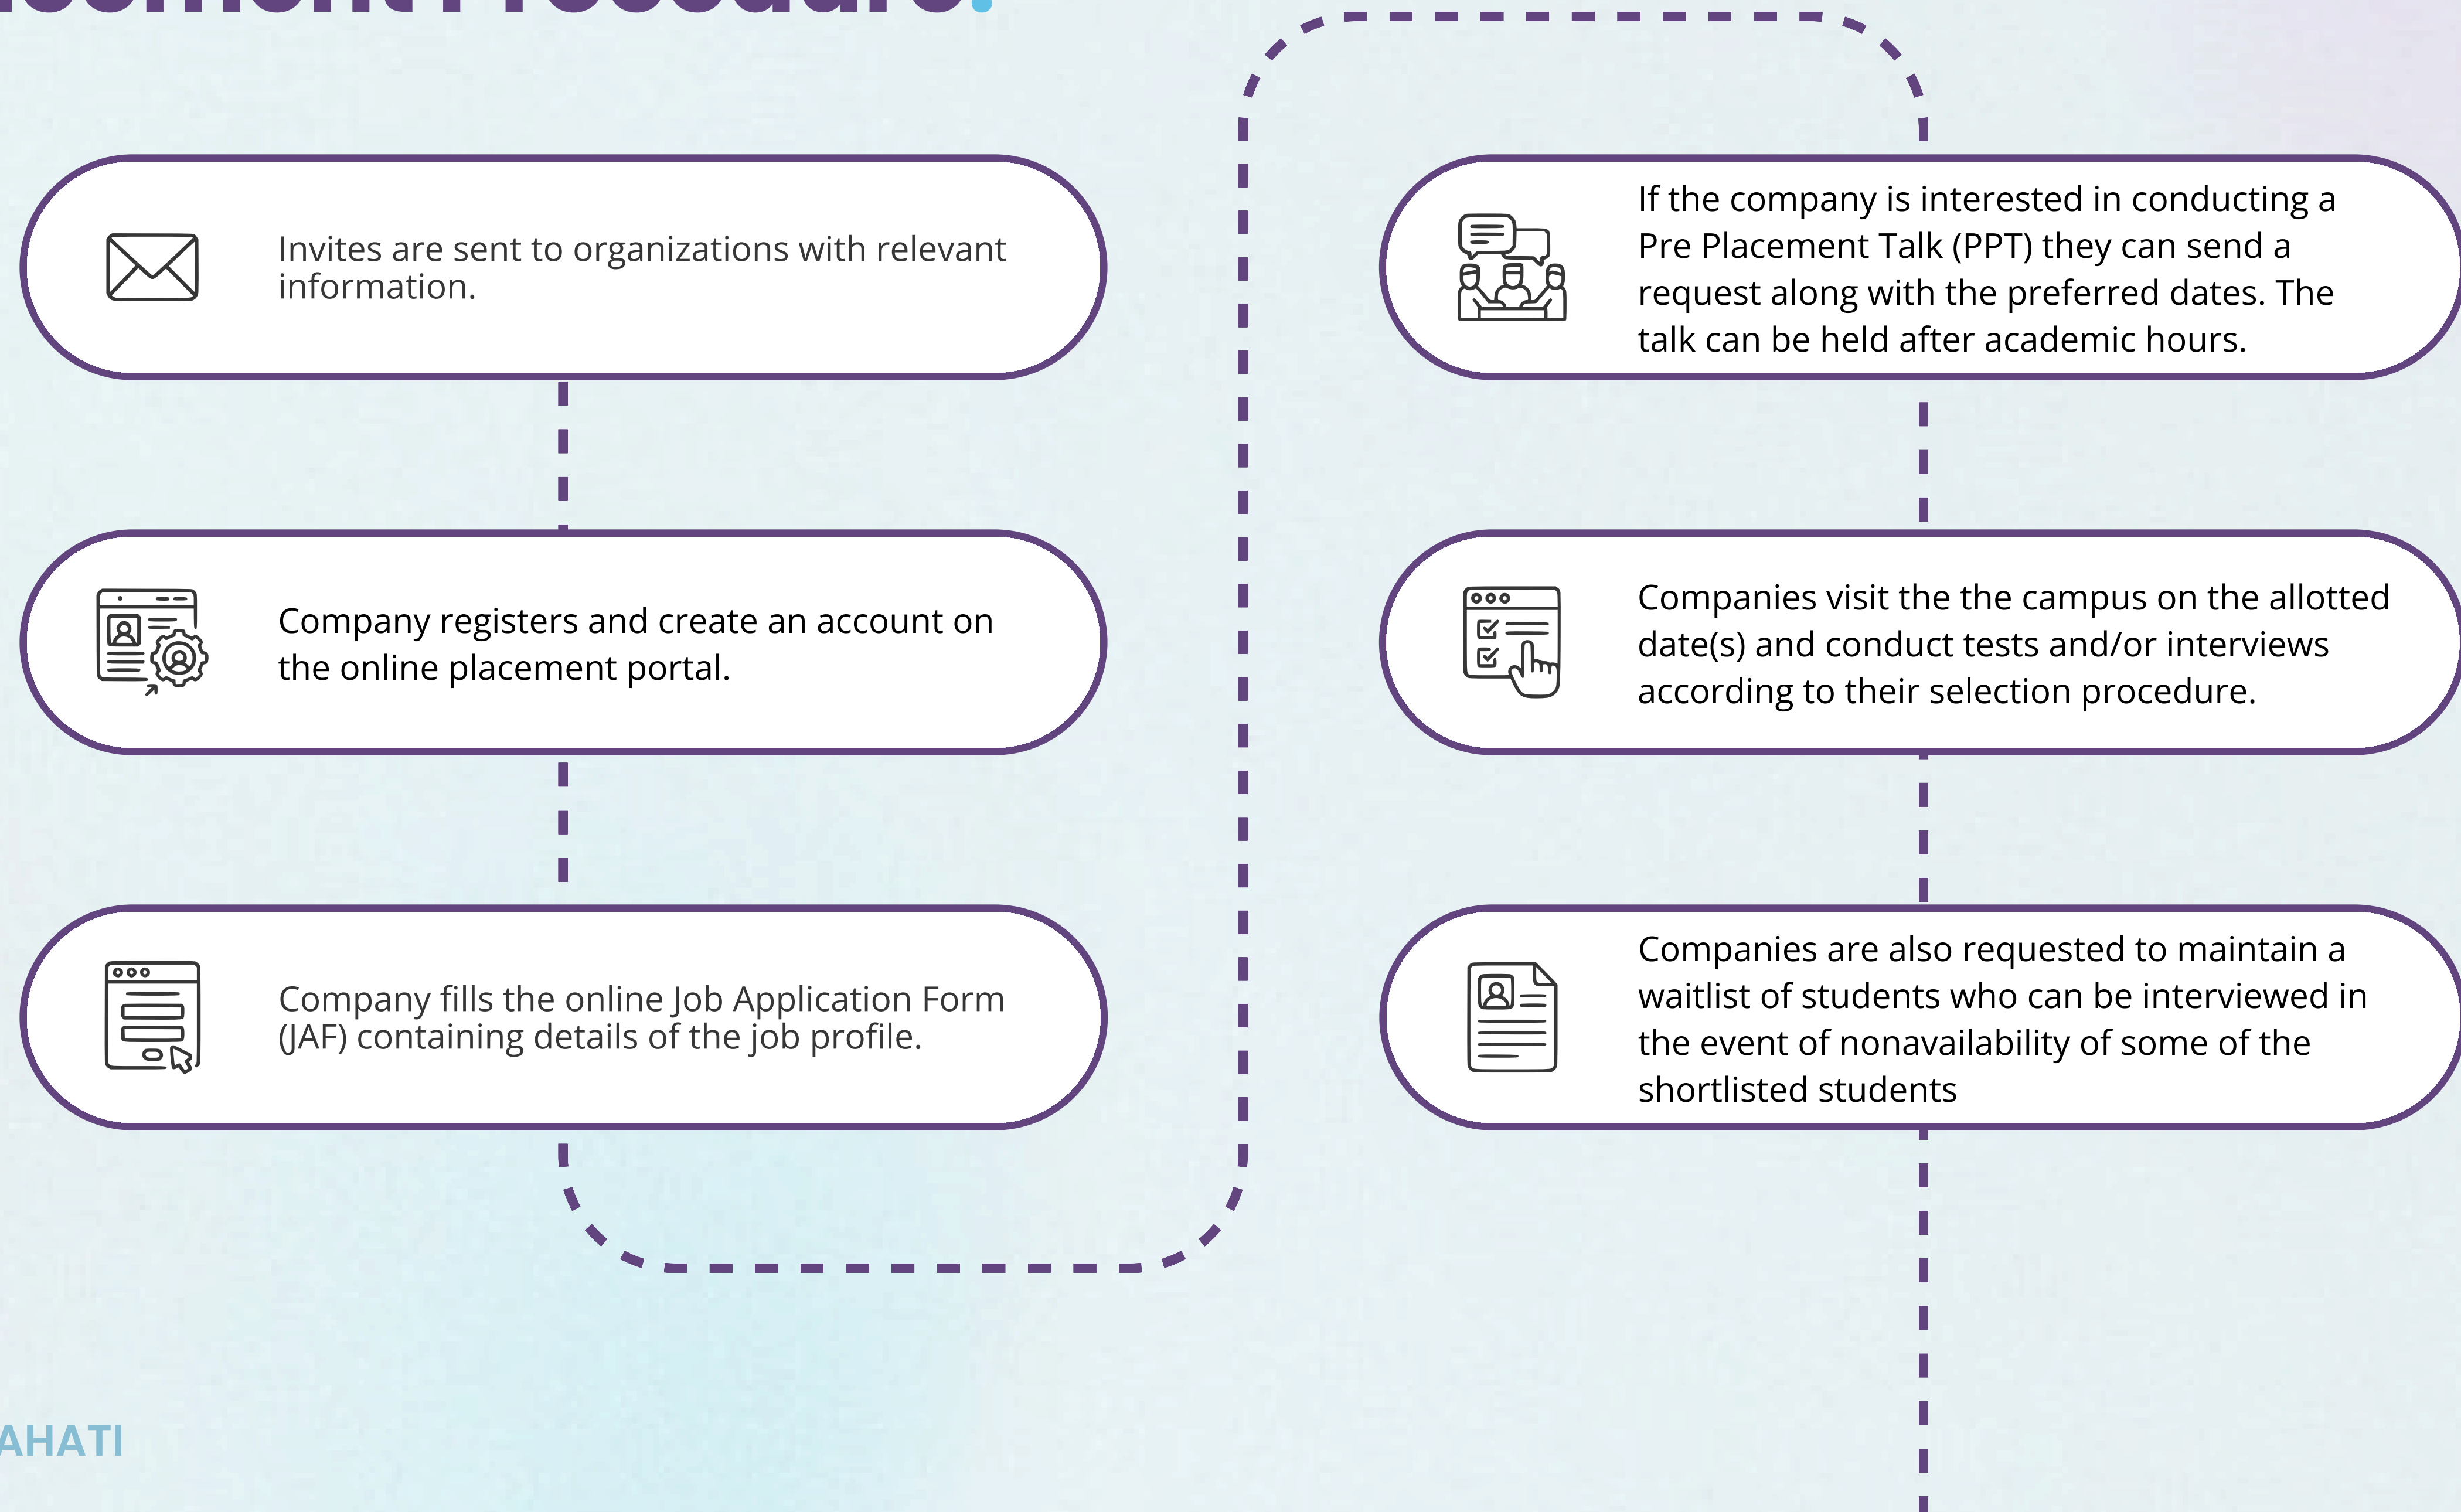 Invites are sent to organizations with relevant
information.
Company registers and create an account on
the online placement portal.
Company fills the online Job Application Form
(JAF) containing details of the job profile.
If the company is interested in conducting a
Pre Placement Talk (PPT) they can send a
request along with the preferred dates. The
talk can be held after academic hours.
Companies visit the the campus on the allotted
date(s) and conduct tests and/or interviews
according to their selection procedure.
Companies are also requested to maintain a
waitlist of students who can be interviewed in
the event of nonavailability of some of the
shortlisted students
AHATI